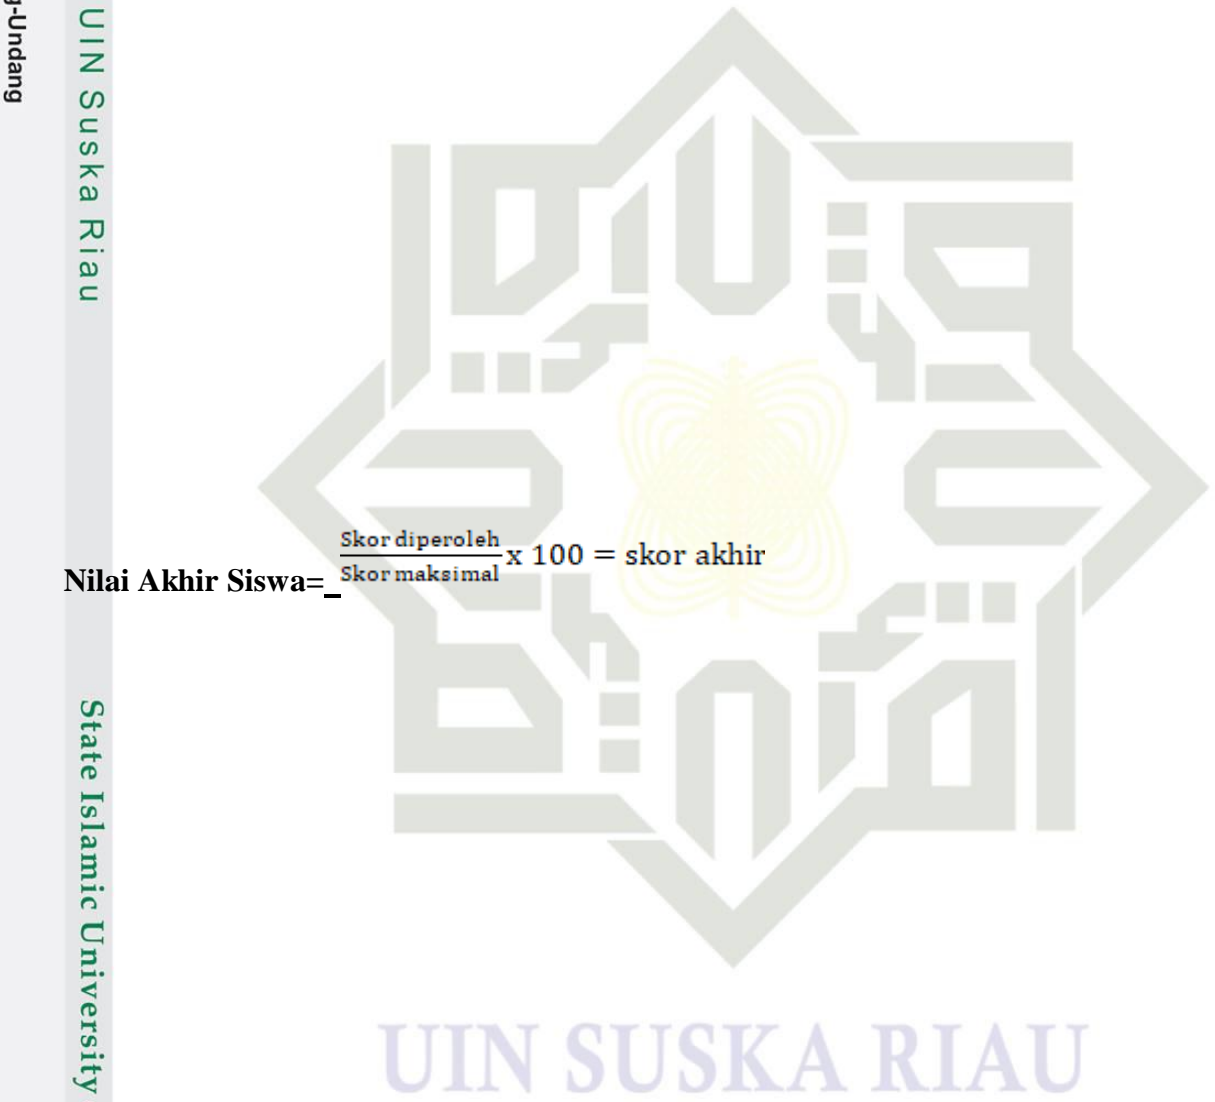 g-Undang
UIN Suska Riau
Nilai Akhir Siswa= Skor diperoleh / Skor maksimal x 100 = skor akhir
State Islamic University
UIN SUSKA RIAU